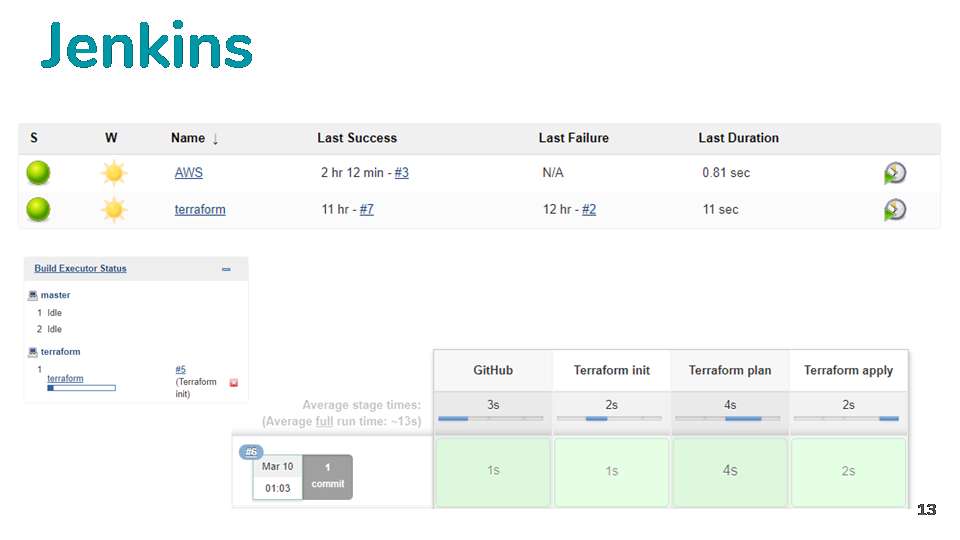 Jenkins
S W Name ↓ Last Success Last Failure Last Duration
AWS 2 hr 12 min - #3 N/A 0.81 sec
terraform 11 hr - #7 12 hr - #2 11 sec
Build Executor Status
master
1 Idle
2 Idle
terraform
1 terraform #5 (Terraform init)
GitHub Terraform init Terraform plan Terraform apply
Average stage times: 3s 2s 4s 2s
(Average full run time: ~13s)
#6
Mar 10 1
01:03 commit
1s 1s 4s 2s
13